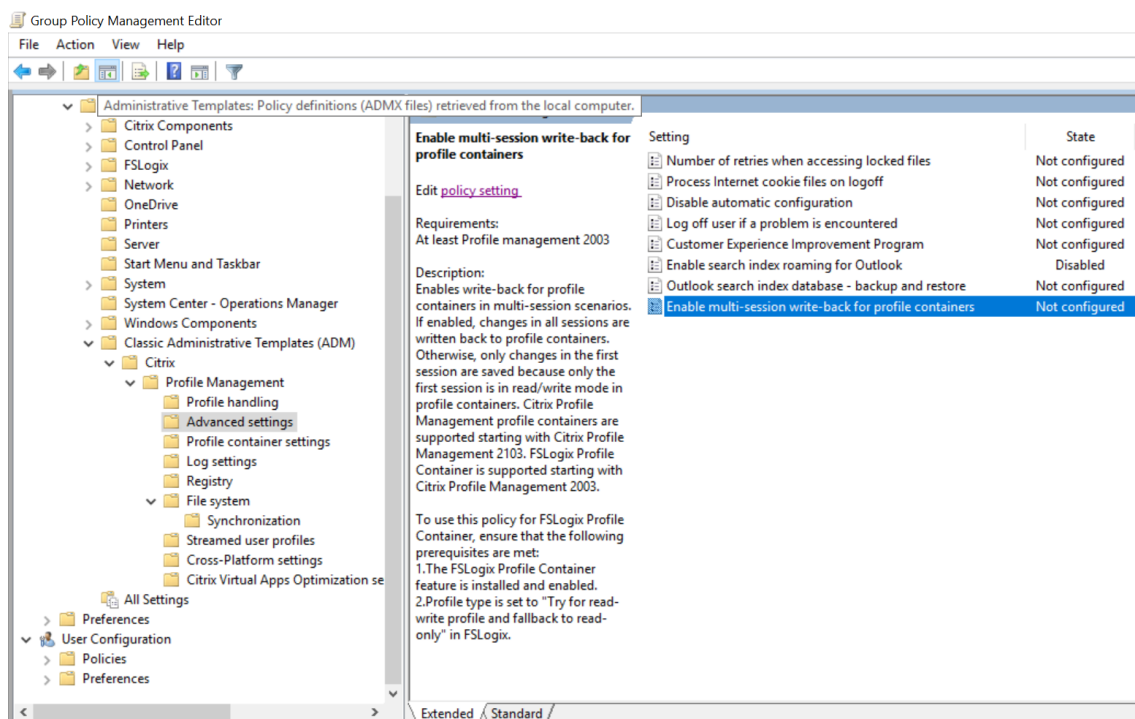 Group Policy Management Editor
File Action View Help
Administrative Templates: Policy definitions (ADMX files) retrieved from the local computer.
Citrix Components
Control Panel
FSLogix
Network
OneDrive
Printers
Server
Start Menu and Taskbar
System
System Center - Operations Manager
Windows Components
Classic Administrative Templates (ADM)
Citrix
Profile Management
Profile handling
Advanced settings
Profile container settings
Log settings
Registry
File system
Synchronization
Streamed user profiles
Cross-Platform settings
Citrix Virtual Apps Optimization se
All Settings
Preferences
User Configuration
Policies
Preferences
Enable multi-session write-back for
profile containers
Edit policy setting
Requirements:
At least Profile management 2003
Description:
Enables write-back for profile
containers in multi-session scenarios.
If enabled, changes in all sessions are
written back to profile containers.
Otherwise, only changes in the first
session are saved because only the
first session is in read/write mode in
profile containers. Citrix Profile
Management profile containers are
supported starting with Citrix Profile
Management 2103. FSLogix Profile
Container is supported starting with
Citrix Profile Management 2003.
To use this policy for FSLogix Profile
Container, ensure that the following
prerequisites are met:
1.The FSLogix Profile Container
feature is installed and enabled.
2.Profile type is set to "Try for read-
write profile and fallback to read-
only" in FSLogix.
Setting State
Number of retries when accessing locked files Not configured
Process Internet cookie files on logoff Not configured
Disable automatic configuration Not configured
Log off user if a problem is encountered Not configured
Customer Experience Improvement Program Not configured
Enable search index roaming for Outlook Disabled
Outlook search index database - backup and restore Not configured
Enable multi-session write-back for profile containers Not configured
Extended Standard